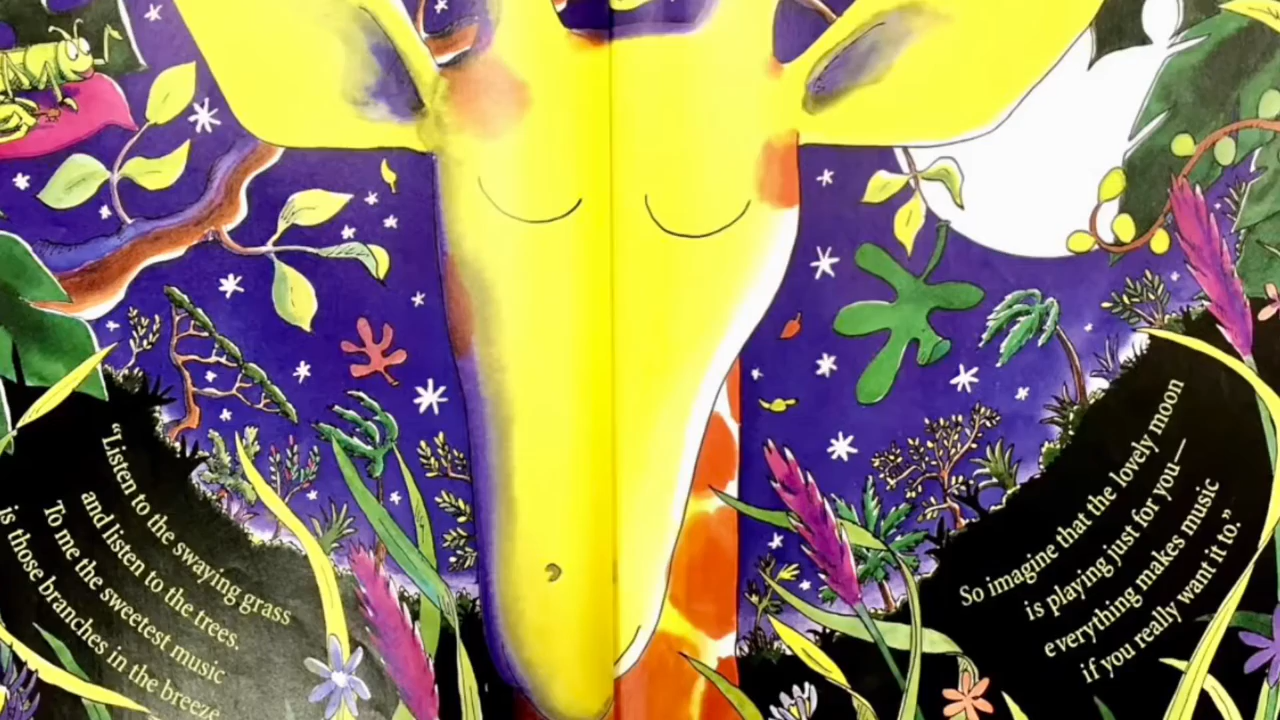 "Listen to the swaying grass
and listen to the trees.
To me the sweetest music
is those branches in the breeze
So imagine that the lovely moon
is playing just for you—
everything makes music
if you really want it to."